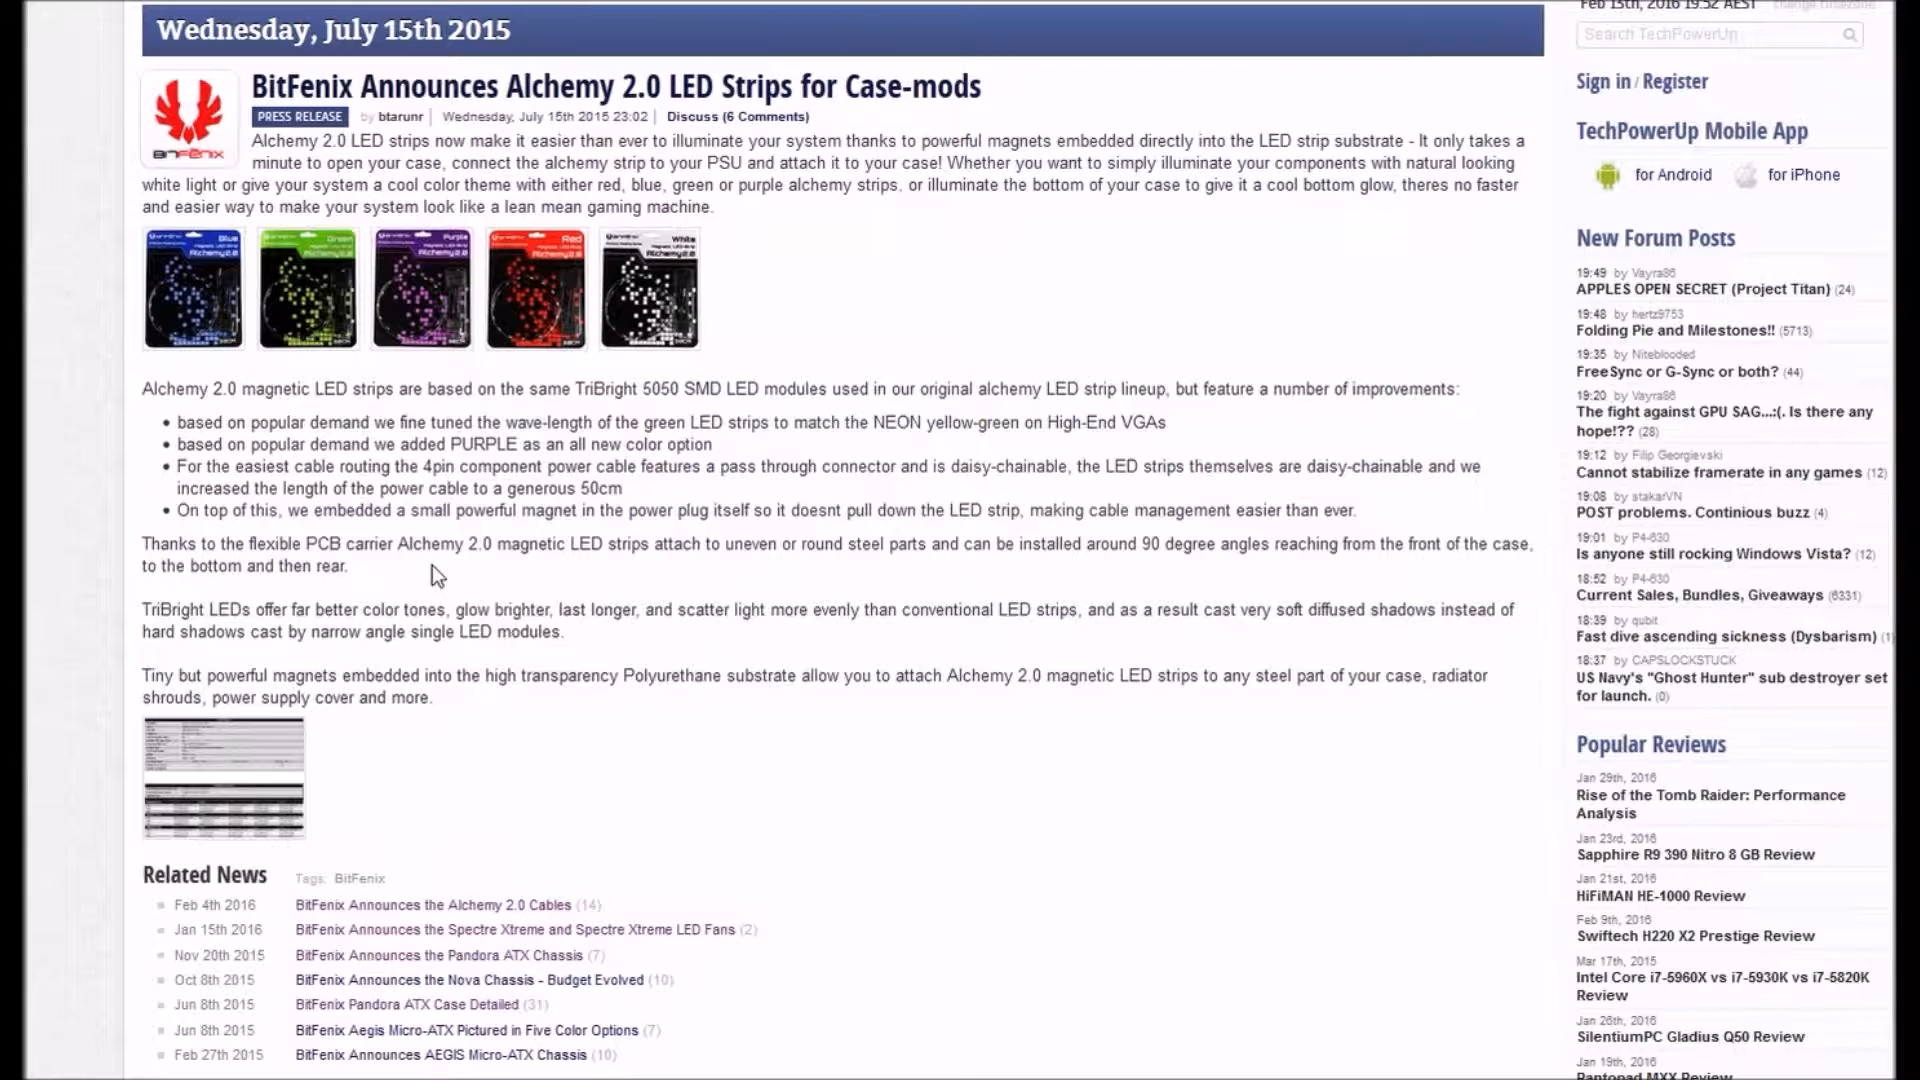 Wednesday, July 15th 2015
BITFENIX
BitFenix Announces Alchemy 2.0 LED Strips for Case-mods
PRESS RELEASE by btarunr Wednesday, July 15th 2015 23:02 Discuss (6 Comments)
Alchemy 2.0 LED strips now make it easier than ever to illuminate your system thanks to powerful magnets embedded directly into the LED strip substrate - It only takes a
minute to open your case, connect the alchemy strip to your PSU and attach it to your case! Whether you want to simply illuminate your components with natural looking
white light or give your system a cool color theme with either red, blue, green or purple alchemy strips, or illuminate the bottom of your case to give it a cool bottom glow, theres no faster
and easier way to make your system look like a lean mean gaming machine.
Blue
Alchemy 2.0
Green
Alchemy 2.0
Purple
Alchemy 2.0
Red
Alchemy 2.0
White
Alchemy 2.0
Alchemy 2.0 magnetic LED strips are based on the same TriBright 5050 SMD LED modules used in our original alchemy LED strip lineup, but feature a number of improvements:
• based on popular demand we fine tuned the wave-length of the green LED strips to match the NEON yellow-green on High-End VGAs
• based on popular demand we added PURPLE as an all new color option
• For the easiest cable routing the 4pin component power cable features a pass through connector and is daisy-chainable, the LED strips themselves are daisy-chainable and we
increased the length of the power cable to a generous 50cm
• On top of this, we embedded a small powerful magnet in the power plug itself so it doesnt pull down the LED strip, making cable management easier than ever.
Thanks to the flexible PCB carrier Alchemy 2.0 magnetic LED strips attach to uneven or round steel parts and can be installed around 90 degree angles reaching from the front of the case,
to the bottom and then rear.
TriBright LEDs offer far better color tones, glow brighter, last longer, and scatter light more evenly than conventional LED strips, and as a result cast very soft diffused shadows instead of
hard shadows cast by narrow angle single LED modules.
Tiny but powerful magnets embedded into the high transparency Polyurethane substrate allow you to attach Alchemy 2.0 magnetic LED strips to any steel part of your case, radiator
shrouds, power supply cover and more.
Related News Tags: BitFenix
Feb 4th 2016 BitFenix Announces the Alchemy 2.0 Cables (14)
Jan 15th 2016 BitFenix Announces the Spectre Xtreme and Spectre Xtreme LED Fans (2)
Nov 20th 2015 BitFenix Announces the Pandora ATX Chassis (7)
Oct 8th 2015 BitFenix Announces the Nova Chassis - Budget Evolved (10)
Jun 8th 2015 BitFenix Pandora ATX Case Detailed (31)
Jun 8th 2015 BitFenix Aegis Micro-ATX Pictured in Five Color Options (7)
Feb 27th 2015 BitFenix Announces AEGIS Micro-ATX Chassis (10)
Feb 13th, 2016 19:52 AEST change timezone
Search TechPowerUp
Sign in / Register
TechPowerUp Mobile App
for Android for iPhone
New Forum Posts
19:49 by Vayra86
APPLES OPEN SECRET (Project Titan) (24)
19:48 by hertz9753
Folding Pie and Milestones!! (5713)
19:35 by Niteblooded
FreeSync or G-Sync or both? (44)
19:20 by Vayra86
The fight against GPU SAG...:(. Is there any
hope!?? (28)
19:12 by Filip Georgievski
Cannot stabilize framerate in any games (12)
19:08 by stakarVN
POST problems. Continious buzz (4)
19:01 by P4-630
Is anyone still rocking Windows Vista? (12)
18:52 by P4-630
Current Sales, Bundles, Giveaways (6331)
18:39 by qubit
Fast dive ascending sickness (Dysbarism) (1
18:37 by CAPSLOCKSTUCK
US Navy's "Ghost Hunter" sub destroyer set
for launch. (0)
Popular Reviews
Jan 29th, 2016
Rise of the Tomb Raider: Performance
Analysis
Jan 23rd, 2016
Sapphire R9 390 Nitro 8 GB Review
Jan 21st, 2016
HiFiMAN HE-1000 Review
Feb 9th, 2016
Swiftech H220 X2 Prestige Review
Mar 17th, 2015
Intel Core i7-5960X vs i7-5930K vs i7-5820K
Review
Jan 26th, 2016
SilentiumPC Gladius Q50 Review
Jan 19th, 2016
Rantopad MXX Review